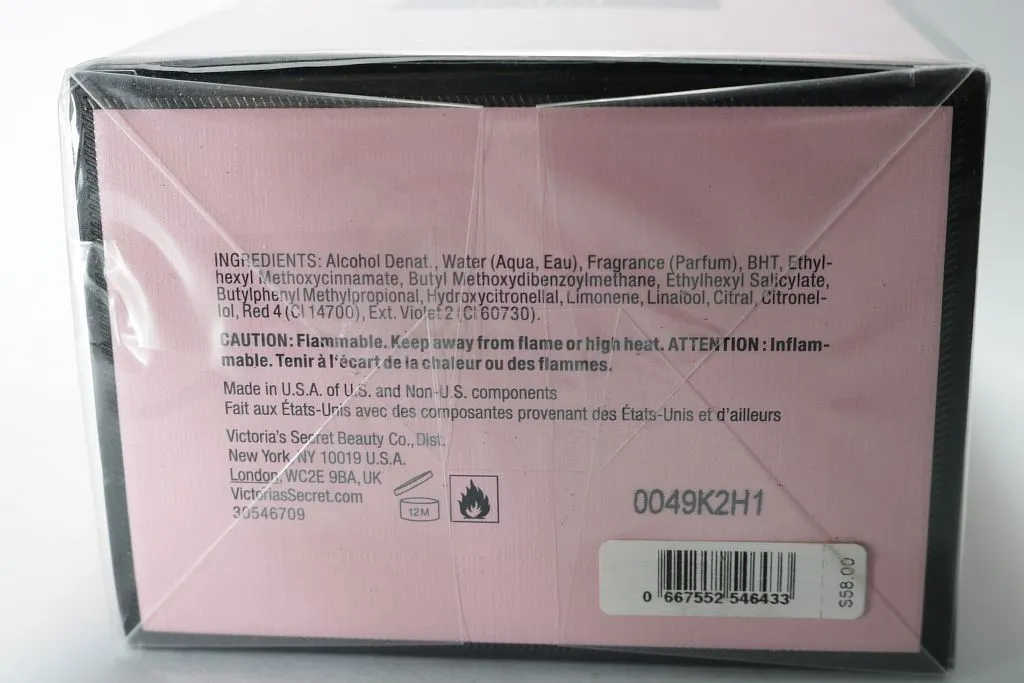 INGREDIENTS: Alcohol Denat., Water (Aqua, Eau), Fragrance (Parfum), BHT, Ethyl-
hexyl Methoxycinnamate, Butyl Methoxydibenzoylmethane, Ethylhexyl Salicylate,
Butylphenyl Methylpropional, Hydroxycitronellal, Limonene, Linalool, Citral, Citronel-
lol, Red 4 (CI 14700), Ext. Violet 2 (CI 60730).
CAUTION: Flammable. Keep away from flame or high heat. ATTENTION : Inflam-
mable. Tenir à l'écart de la chaleur ou des flammes.
Made in U.S.A. of U.S. and Non-U.S. components
Fait aux États-Unis avec des composantes provenant des États-Unis et d'ailleurs
Victoria's Secret Beauty Co., Dist.
New York, NY 10019 U.S.A.
London, WC2E 9BA, UK
VictoriasSecret.com
30546709
12M
0049K2H1
0 667552 546433
$58.00